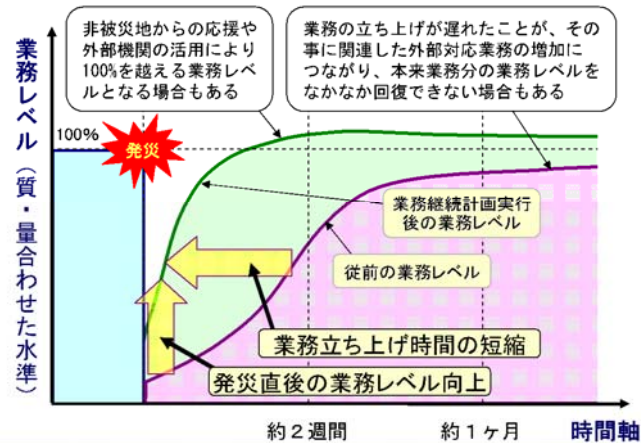 非被災地からの応援や
外部機関の活用により
100%を越える業務レベ
ルとなる場合もある
業務の立ち上げが遅れたことが、その
事に関連した外部対応業務の増加に
つながり、本来業務分の業務レベルを
なかなか回復できない場合もある
業務レベル（質・量合わせた水準）
100%
発災
業務継続計画実行
後の業務レベル
従前の業務レベル
業務立ち上げ時間の短縮
発災直後の業務レベル向上
約２週間
約１ヶ月
時間軸